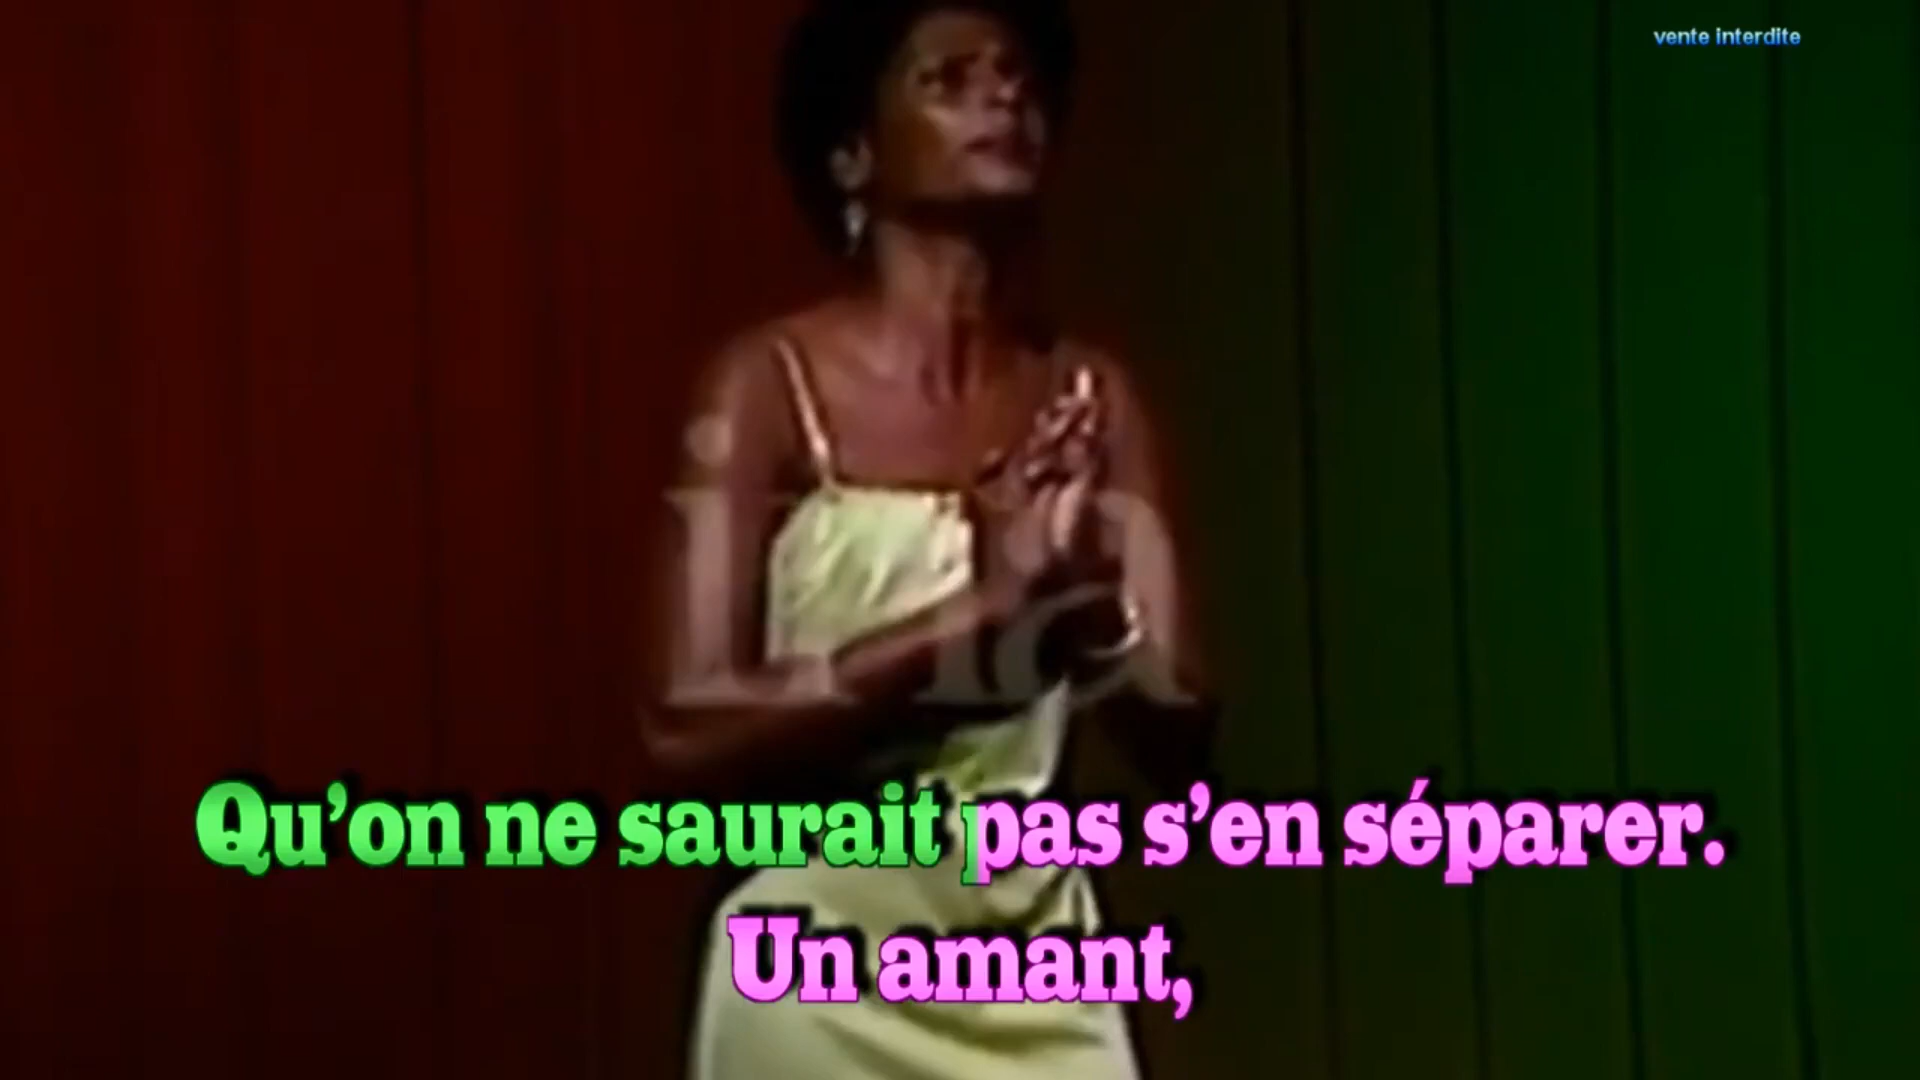 vente interdite
Qu'on ne saurait pas s'en séparer.
Un amant,